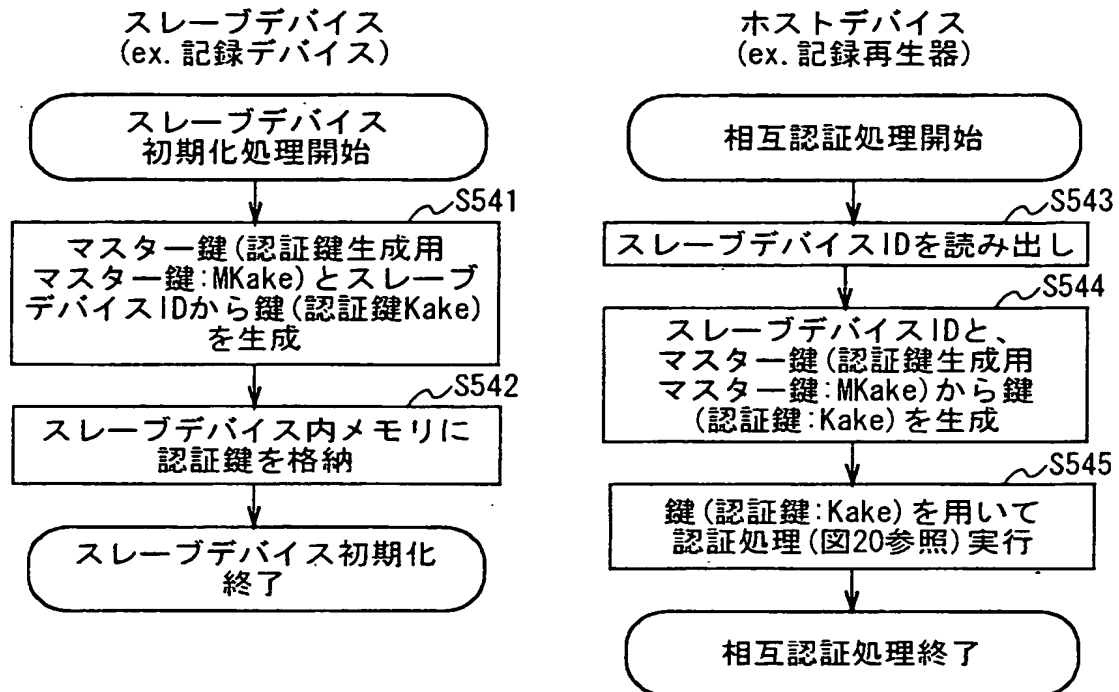 スレーブデバイス
(ex.記録デバイス)
スレーブデバイス
初期化処理開始
S541
マスター鍵(認証鍵生成用
マスター鍵:MKake)とスレーブ
デバイスIDから鍵(認証鍵Kake)
を生成
S542
スレーブデバイス内メモリに
認証鍵を格納
スレーブデバイス初期化
終了
ホストデバイス
(ex.記録再生器)
相互認証処理開始
S543
スレーブデバイスIDを読み出し
S544
スレーブデバイスIDと、
マスター鍵(認証鍵生成用
マスター鍵:MKake)から鍵
(認証鍵:Kake)を生成
S545
鍵(認証鍵:Kake)を用いて
認証処理(図20参照)実行
相互認証処理終了